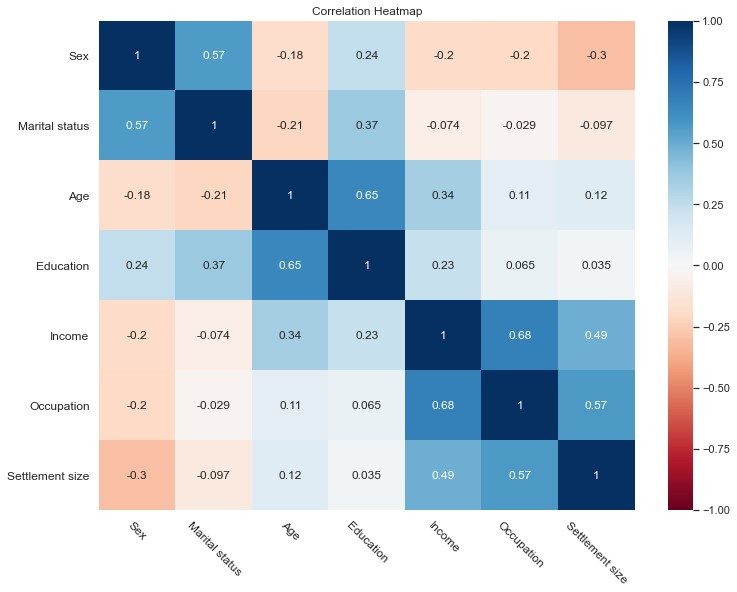 Correlation Heatmap
Sex 1 0.57 -0.18 0.24 -0.2 -0.2 -0.3
Marital status 0.57 1 -0.21 0.37 -0.074 -0.029 -0.097
Age -0.18 -0.21 1 0.65 0.34 0.11 0.12
Education 0.24 0.37 0.65 1 0.23 0.065 0.035
Income -0.2 -0.074 0.34 0.23 1 0.68 0.49
Occupation -0.2 -0.029 0.11 0.065 0.68 1 0.57
Settlement size -0.3 -0.097 0.12 0.035 0.49 0.57 1
Sex Marital status Age Education Income Occupation Settlement size
1.00
0.75
0.50
0.25
0.00
−0.25
−0.50
−0.75
−1.00